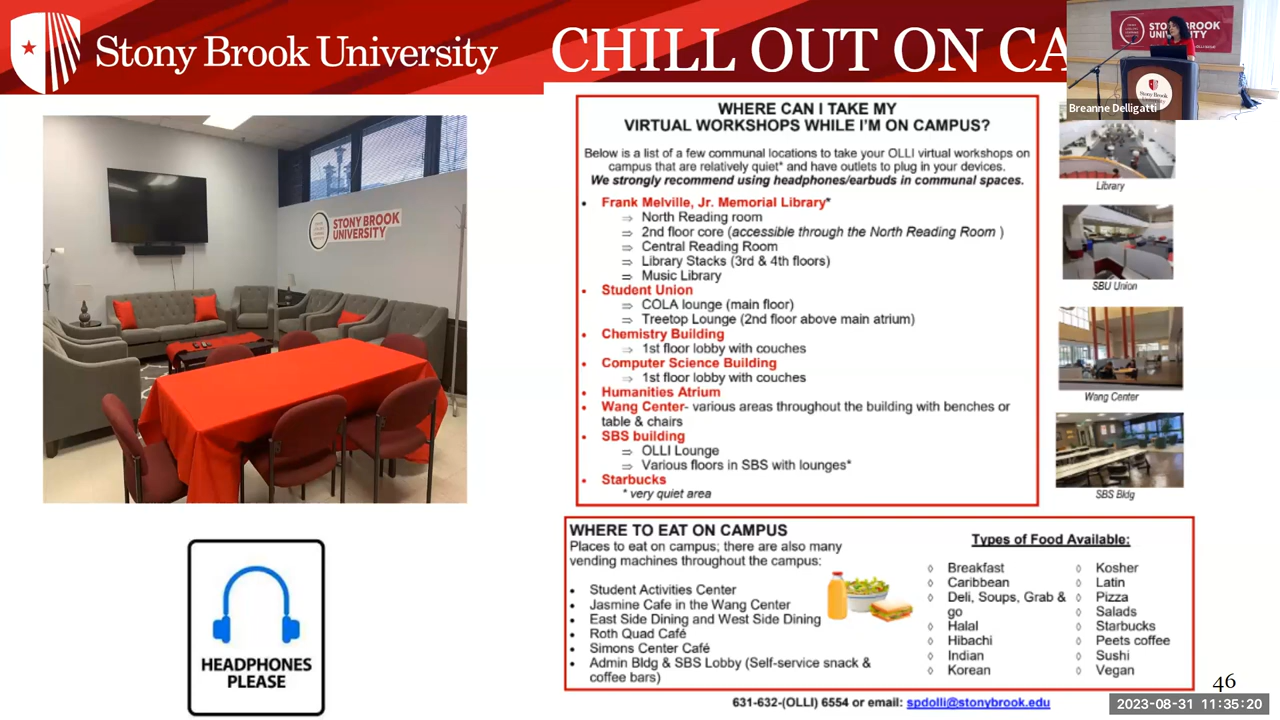 Stony Brook University
CHILL OUT ON CA
STONY BROOK
Breanne Delligatti
STONY BROOK
UNIVERSITY
HEADPHONES
PLEASE
WHERE CAN I TAKE MY
VIRTUAL WORKSHOPS WHILE I'M ON CAMPUS?
Below is a list of a few communal locations to take your OLLI virtual workshops on
campus that are relatively quiet* and have outlets to plug in your devices.
We strongly recommend using headphones/earbuds in communal spaces.
• Frank Melville, Jr. Memorial Library*
⇒ North Reading room
⇒ 2nd floor core (accessible through the North Reading Room )
⇒ Central Reading Room
⇒ Library Stacks (3rd & 4th floors)
⇒ Music Library
• Student Union
⇒ COLA lounge (main floor)
⇒ Treetop Lounge (2nd floor above main atrium)
• Chemistry Building
⇒ 1st floor lobby with couches
• Computer Science Building
⇒ 1st floor lobby with couches
• Humanities Atrium
• Wang Center- various areas throughout the building with benches or
table & chairs
• SBS building
⇒ OLLI Lounge
⇒ Various floors in SBS with lounges*
• Starbucks
* very quiet area
Library
SBU Union
Wang Center
SBS Bldg
WHERE TO EAT ON CAMPUS
Places to eat on campus; there are also many
vending machines throughout the campus:
• Student Activities Center
• Jasmine Cafe in the Wang Center
• East Side Dining and West Side Dining
• Roth Quad Café
• Simons Center Café
• Admin Bldg & SBS Lobby (Self-service snack &
coffee bars)
Types of Food Available:
◊ Breakfast
◊ Caribbean
◊ Deli, Soups, Grab &
go
◊ Halal
◊ Hibachi
◊ Indian
◊ Korean
◊ Kosher
◊ Latin
◊ Pizza
◊ Salads
◊ Starbucks
◊ Peets coffee
◊ Sushi
◊ Vegan
46
631-632-(OLLI) 6554 or email: spdolli@stonybrook.edu
2023-08-31 11:35:20